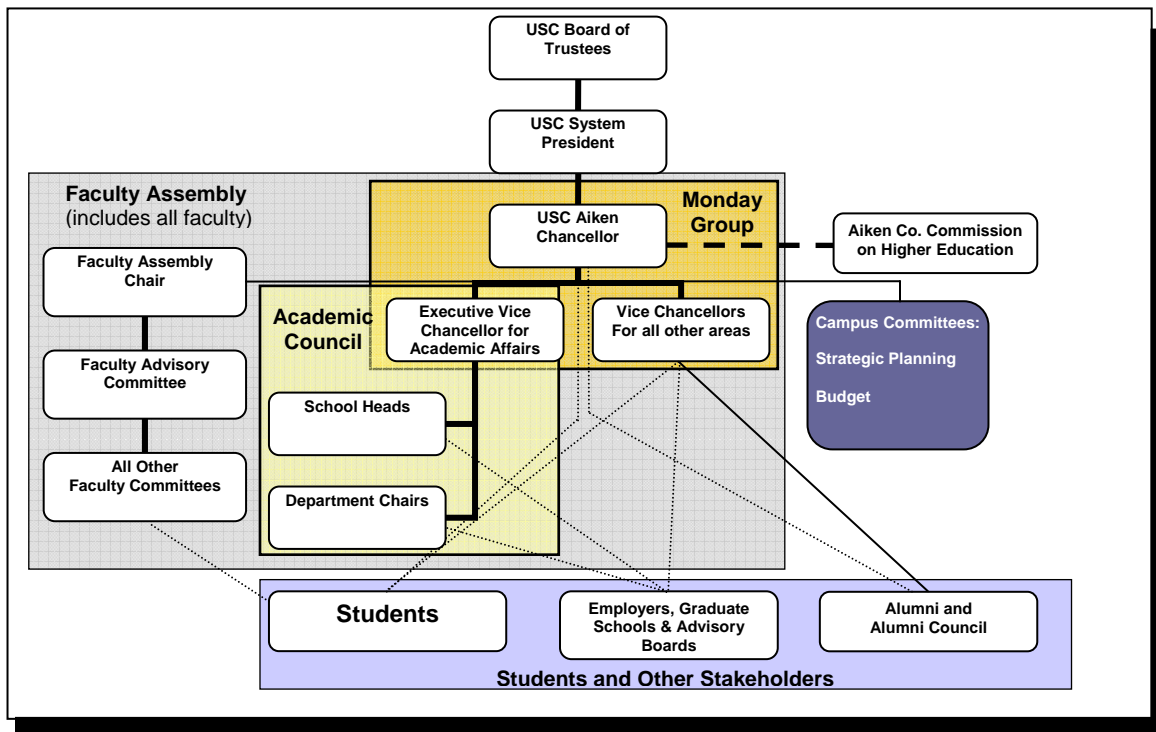 USC Board of
Trustees
USC System
President
Faculty Assembly
(includes all faculty)
Monday
Group
USC Aiken
Chancellor
Aiken Co. Commission
on Higher Education
Faculty Assembly
Chair
Academic
Council
Executive Vice
Chancellor for
Academic Affairs
Vice Chancellors
For all other areas
Campus Committees:
Strategic Planning
Budget
Faculty Advisory
Committee
School Heads
All Other
Faculty Committees
Department Chairs
Students
Employers, Graduate
Schools & Advisory
Boards
Alumni and
Alumni Council
Students and Other Stakeholders